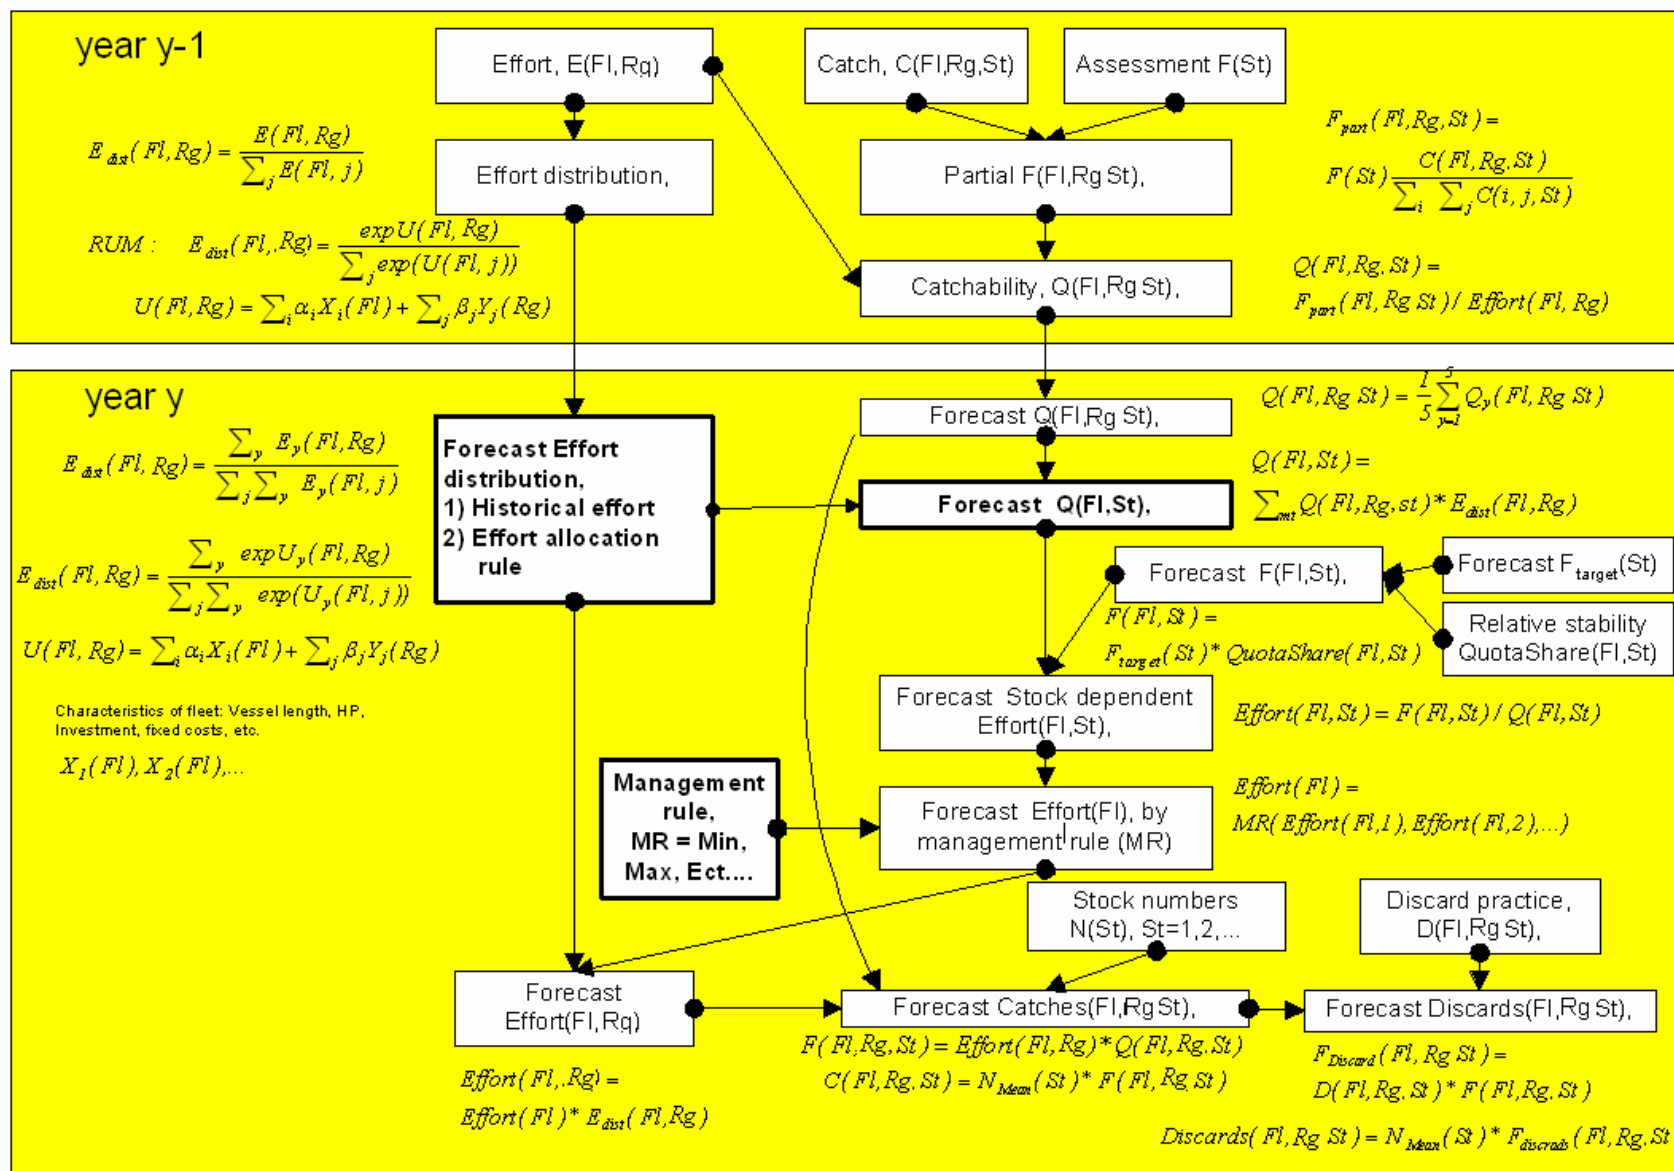 year y-1
Effort, E(Fl,Rg)
Catch, C(Fl,Rg,St)
Assessment F(St)
E_dist(Fl,Rg) = E(Fl,Rg) / ∑_j E(Fl,j)
Effort distribution,
Partial F(Fl,Rg St),
F_part(Fl,Rg,St) =
F(St) C(Fl,Rg,St) / ∑_i ∑_j C(i,j,St)
RUM : E_dist(Fl,.Rg) = exp U(Fl,Rg) / ∑_j exp(U(Fl,j))
U(Fl,Rg) = ∑_i α_i X_i(Fl) + ∑_j β_j Y_j(Rg)
Catchability, Q(Fl,Rg St),
Q(Fl,Rg.St) =
F_part(Fl,Rg St) / Effort(Fl,Rg)
year y
E_dist(Fl,Rg) = ∑_y E_y(Fl,Rg) / ∑_j ∑_y E_y(Fl,j)
E_dist(Fl,Rg) = ∑_y exp U_y(Fl,Rg) / ∑_j ∑_y exp(U_y(Fl,j))
U(Fl,Rg) = ∑_i α_i X_i(Fl) + ∑_j β_j Y_j(Rg)
Characteristics of fleet: Vessel length, HP,
Investment, fixed costs, etc.
X_1(Fl), X_2(Fl),...
Forecast Effort
distribution,
1) Historical effort
2) Effort allocation
rule
Forecast Q(Fl,Rg St),
Q(Fl,Rg St) = 1/5 ∑_{y=1}^5 Q_y(Fl,Rg St)
Forecast Q(Fl,St),
Q(Fl,St) =
∑_mt Q(Fl,Rg,st)* E_dist(Fl,Rg)
Forecast F(Fl,St),
Forecast F_target(St)
Relative stability
QuotaShare(Fl,St)
F(Fl,St) =
F_target(St)* QuotaShare(Fl,St)
Forecast Stock dependent
Effort(Fl,St),
Effort(Fl,St) = F(Fl,St) / Q(Fl,St)
Management
rule,
MR = Min,
Max, Ect....
Forecast Effort(Fl), by
management rule (MR)
Effort(Fl) =
MR(Effort(Fl,1), Effort(Fl,2),...)
Stock numbers
N(St), St=1,2,...
Discard practice,
D(Fl,Rg St),
Forecast
Effort(Fl,Rg)
Forecast Catches(Fl,Rg St),
Forecast Discards(Fl,Rg St),
Effort(Fl,.Rg) =
Effort(Fl)* E_dist(Fl,Rg)
F(Fl,Rg,St) = Effort(Fl,Rg)* Q(Fl,Rg.St)
C(Fl,Rg.St) = N_Mean(St)* F(Fl,Rg.St)
F_Discard(Fl,Rg St) =
D(Fl,Rg.St)* F(Fl,Rg.St)
Discards(Fl,Rg St) = N_Mean(St)* F_discrads(Fl,Rg.St